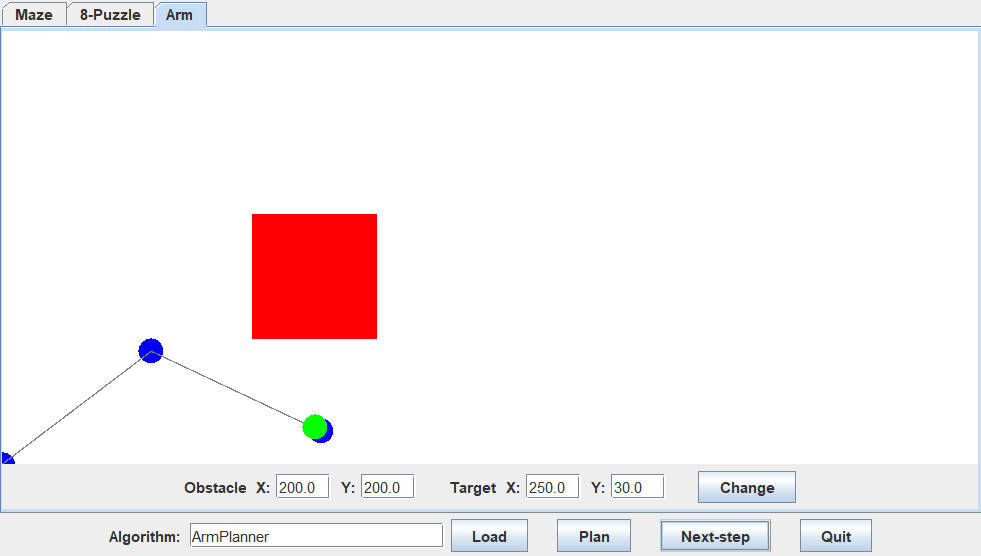 Maze 8-Puzzle Arm
Obstacle X: 200.0 Y: 200.0 Target X: 250.0 Y: 30.0 Change
Algorithm: ArmPlanner Load Plan Next-step Quit